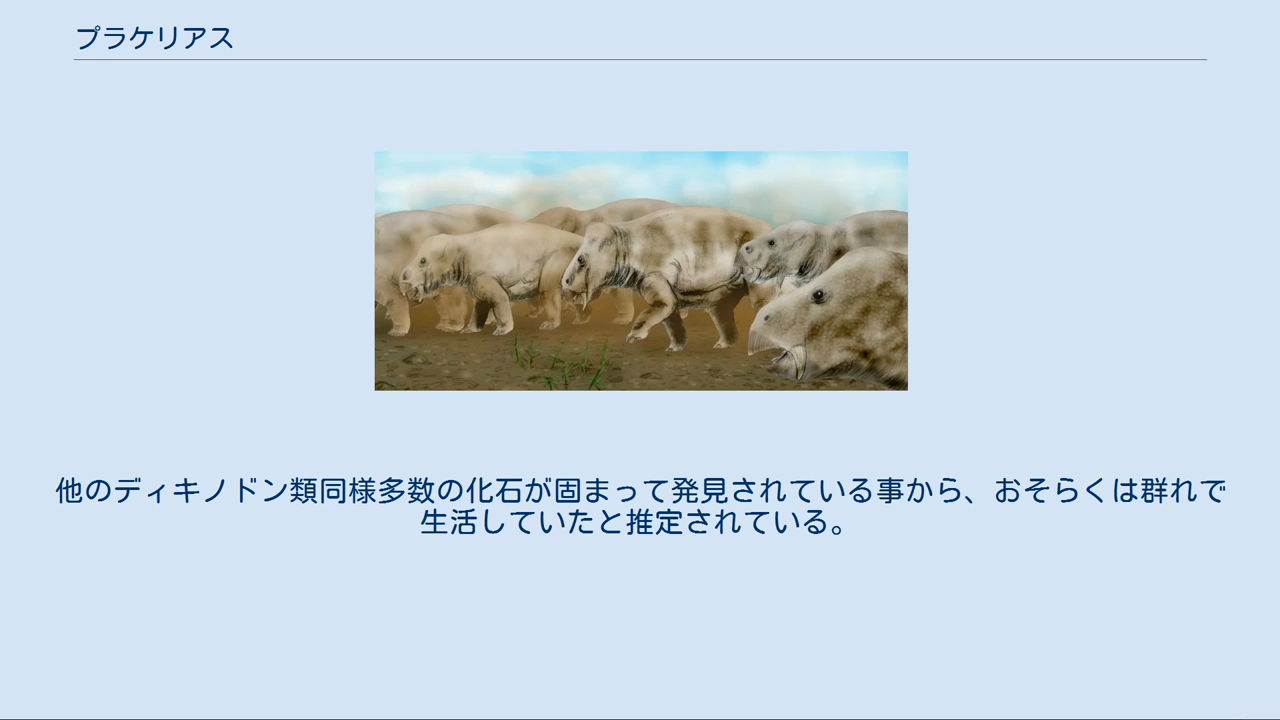 プラケリアス
他のディキノドン類同様多数の化石が固まって発見されている事から、おそらくは群れで
生活していたと推定されている。